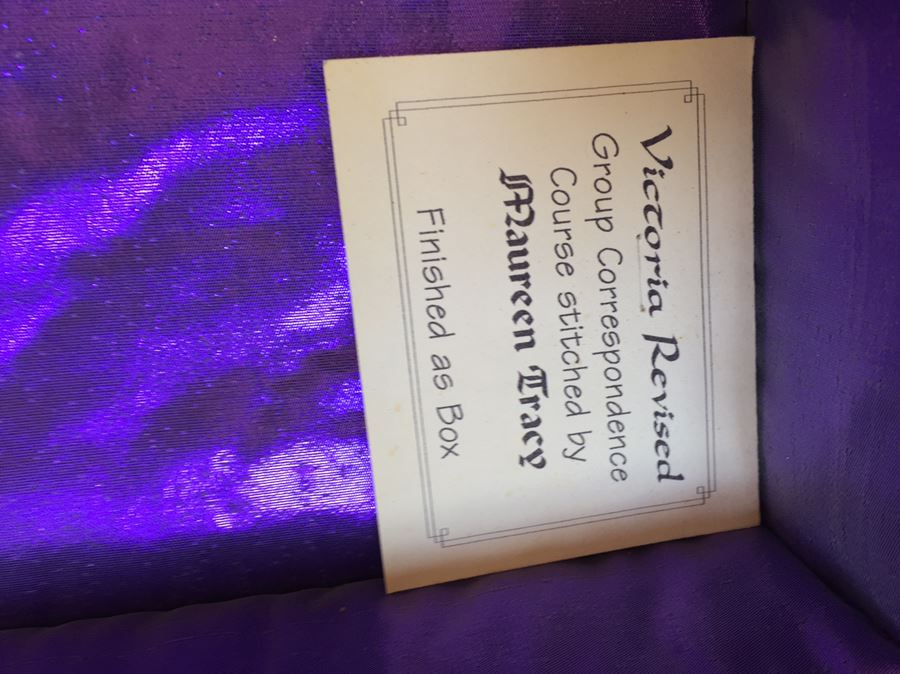 Victoria Revised
Group Correspondence
Course stitched by
Maureen Tracy
Finished as Box